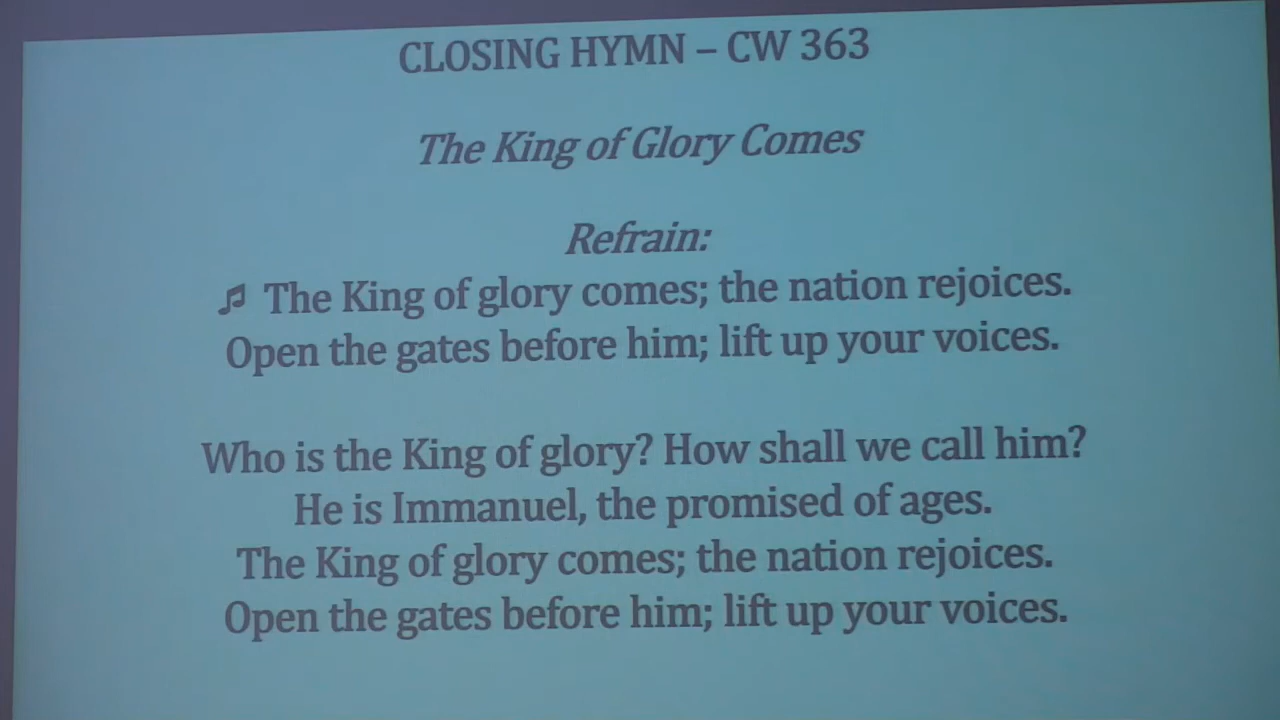 CLOSING HYMN – CW 363
The King of Glory Comes
Refrain:
♫ The King of glory comes; the nation rejoices.
Open the gates before him; lift up your voices.
Who is the King of glory? How shall we call him?
He is Immanuel, the promised of ages.
The King of glory comes; the nation rejoices.
Open the gates before him; lift up your voices.